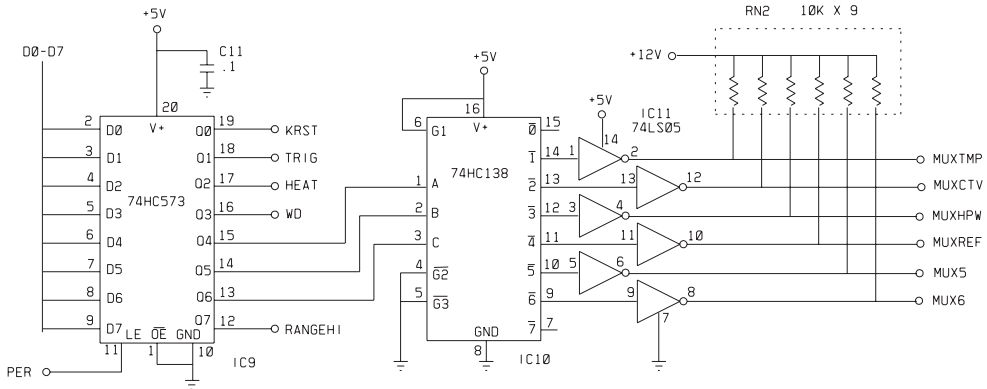 RN2 10K X 9
+5V
D0-D7
C11
.1
+12V
+5V
+5V
IC11
74LS05
20
V+
16
V+
14
2 D0 Q0 19 KRST
3 D1 Q1 18 TRIG
4 D2 Q2 17 HEAT
5 D3 Q3 16 WD
6 D4 Q4 15
7 D5 Q5 14
8 D6 Q6 13
9 D7 Q7 12 RANGEHI
74HC573
LE OE GND
11 1 10
IC9
PER
74HC138
6 G1
1 A
2 B
3 C
4 G2
5 G3
0 15
1 14
2 13
3 12
4 11
5 10
6 9
7 7
GND
8
IC10
1 2 MUXTMP
13 12 MUXCTV
3 4 MUXHPW
11 10 MUXREF
5 6 MUX5
9 8 MUX6
7